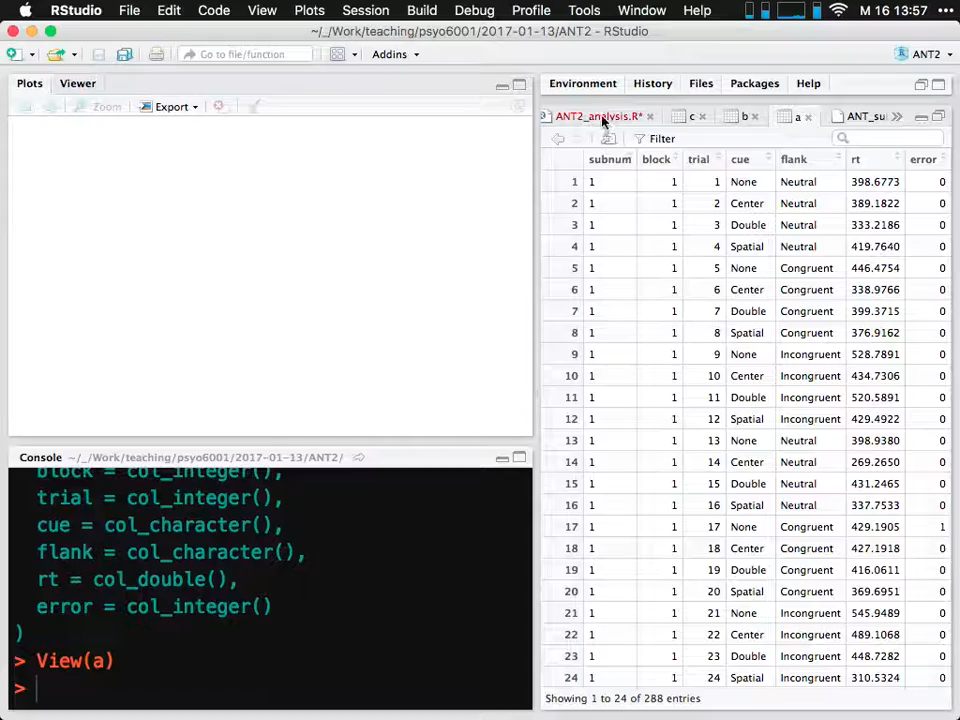 RStudio File Edit Code View Plots Session Build Debug Profile Tools Window Help M 16 13:57
~/_/Work/teaching/psyo6001/2017-01-13/ANT2 - RStudio
Go to file/function Addins ANT2
Plots Viewer
Zoom Export
Environment History Files Packages Help
ANT2_analysis.R* c b a ANT_su
Filter
subnum block trial cue flank rt error
1 1 1 1 None Neutral 398.6773 0
2 1 1 2 Center Neutral 389.1822 0
3 1 1 3 Double Neutral 333.2186 0
4 1 1 4 Spatial Neutral 419.7640 0
5 1 1 5 None Congruent 446.4754 0
6 1 1 6 Center Congruent 338.9766 0
7 1 1 7 Double Congruent 399.3715 0
8 1 1 8 Spatial Congruent 376.9162 0
9 1 1 9 None Incongruent 528.7891 0
10 1 1 10 Center Incongruent 434.7306 0
11 1 1 11 Double Incongruent 520.5891 0
12 1 1 12 Spatial Incongruent 429.4922 0
13 1 1 13 None Neutral 398.9380 0
14 1 1 14 Center Neutral 269.2650 0
15 1 1 15 Double Neutral 431.2465 0
16 1 1 16 Spatial Neutral 337.7533 0
17 1 1 17 None Congruent 429.1905 1
18 1 1 18 Center Congruent 427.1918 0
19 1 1 19 Double Congruent 416.0611 0
20 1 1 20 Spatial Congruent 369.6951 0
21 1 1 21 None Incongruent 545.9489 0
22 1 1 22 Center Incongruent 489.1068 0
23 1 1 23 Double Incongruent 448.7282 0
24 1 1 24 Spatial Incongruent 310.5324 0
Showing 1 to 24 of 288 entries
Console ~/_/Work/teaching/psyo6001/2017-01-13/ANT2/
block = col_integer(),
trial = col_integer(),
cue = col_character(),
flank = col_character(),
rt = col_double(),
error = col_integer()
)
> View(a)
>